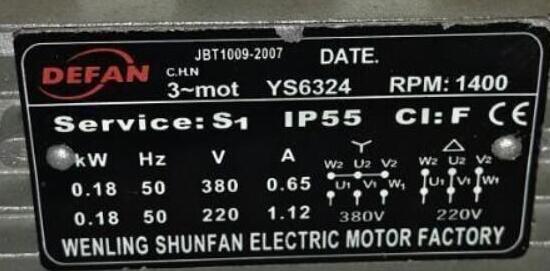 JBT1009-2007 DATE.
DEFAN C.H.N
3~mot YS6324 RPM: 1400
Service: S1 IP55 CI: F CE
kW Hz V A
0.18 50 380 0.65
0.18 50 220 1.12
W2 U2 V2
U1 V1 W1
380V
W2 U2 V2
U1 V1 W1
220V
WENLING SHUNFAN ELECTRIC MOTOR FACTORY